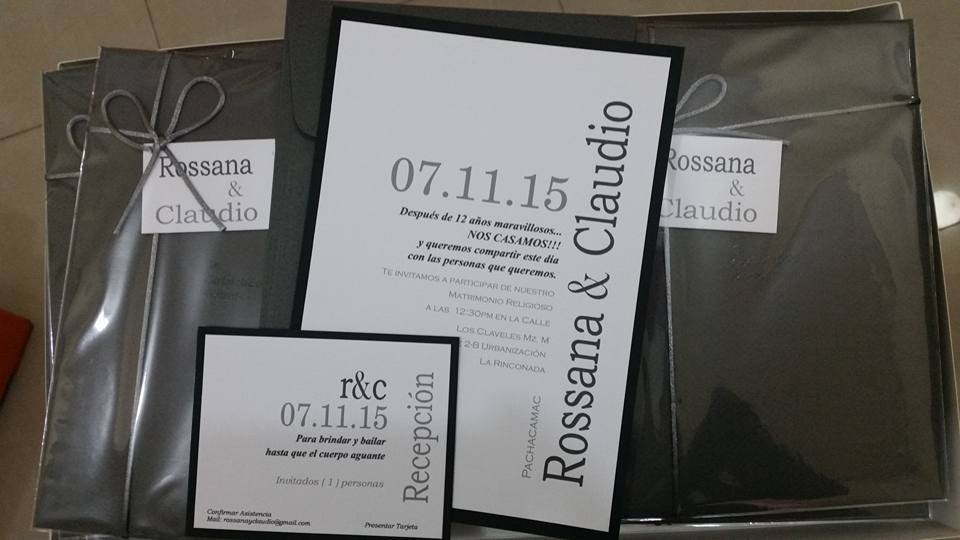 Rossana
&
Claudio
07.11.15
Después de 12 años maravillosos...
NOS CASAMOS!!!
y queremos compartir este día
con las personas que queremos.
TE INVITAMOS A PARTICIPAR DE NUESTRO
MATRIMONIO RELIGIOSO
A LAS 12:30PM EN LA CALLE
LOS CLAVELES MZ. M
2-B URBANIZACIÓN
LA RINCONADA
PACHACAMAC
Rossana & Claudio
Rossana
&
Claudio
r&c
07.11.15
Para brindar y bailar
hasta que el cuerpo aguante
Invitados ( 1 ) personas
Recepción
Confirmar Asistencia
Mail: rossanayclaudio@gmail.com
Presentar Tarjeta